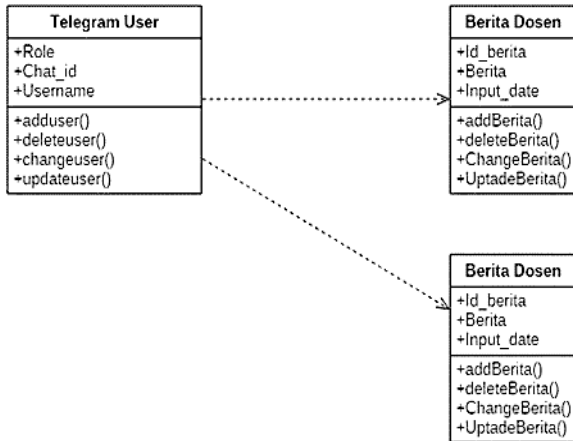 Telegram User
+Role
+Chat_id
+Username
+adduser()
+deleteuser()
+changeuser()
+updateuser()
Berita Dosen
+Id_berita
+Berita
+Input_date
+addBerita()
+deleteBerita()
+ChangeBerita()
+UptadeBerita()
Berita Dosen
+Id_berita
+Berita
+Input_date
+addBerita()
+deleteBerita()
+ChangeBerita()
+UptadeBerita()